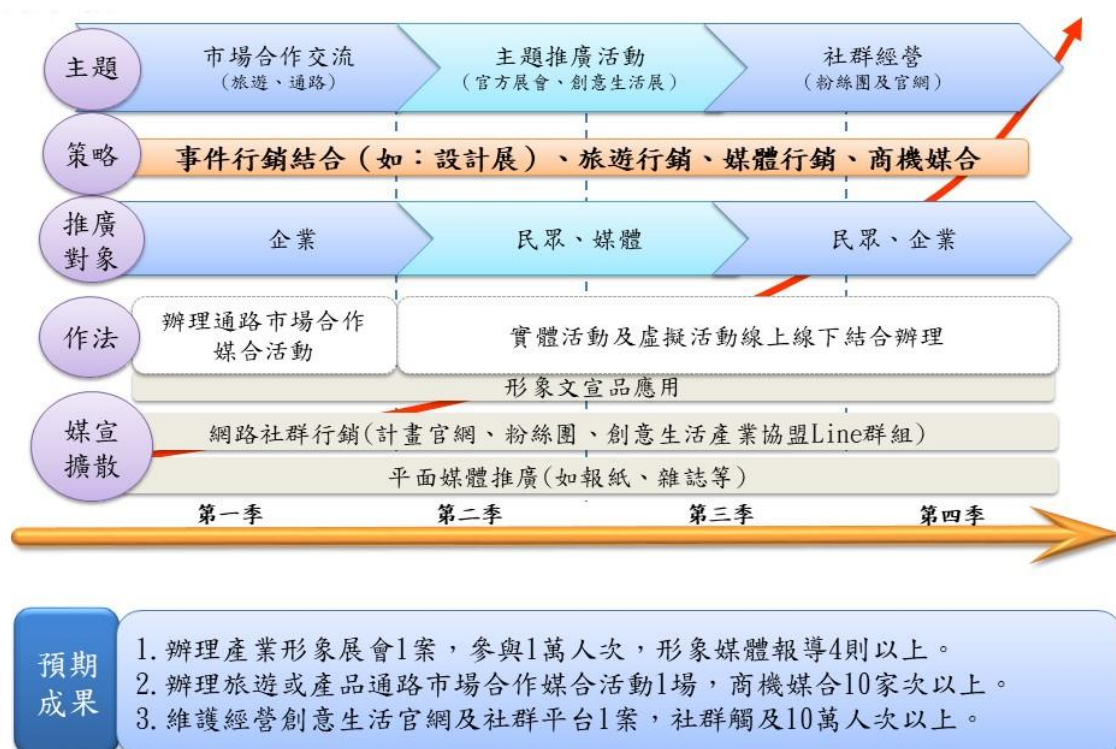 主題
市場合作交流
(旅遊、通路)
主題推廣活動
(官方展會、創意生活展)
社群經營
(粉絲團及官網)
策略
事件行銷結合(如：設計展)、旅遊行銷、媒體行銷、商機媒合
推廣
對象
企業
民眾、媒體
民眾、企業
作法
辦理通路市場合作
媒合活動
實體活動及虛擬活動線上線下結合辦理
媒宣
擴散
形象文宣品應用
網路社群行銷(計畫官網、粉絲團、創意生活產業協盟Line群組)
平面媒體推廣(如報紙、雜誌等)
第一季
第二季
第三季
第四季
預期
成果
1.辦理產業形象展會1案，參與1萬人次，形象媒體報導4則以上。
2.辦理旅遊或產品通路市場合作媒合活動1場，商機媒合10家次以上。
3.維護經營創意生活官網及社群平台1案，社群觸及10萬人次以上。